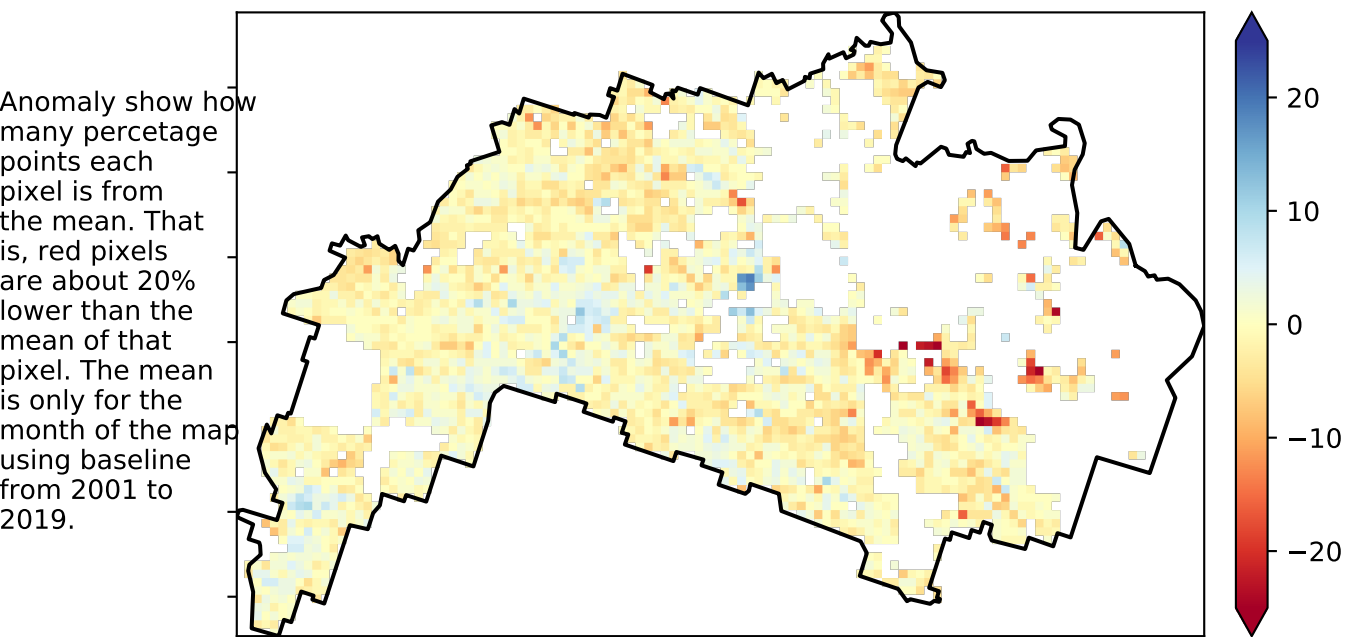 Anomaly show how
many percetage
points each
pixel is from
the mean. That
is, red pixels
are about 20%
lower than the
mean of that
pixel. The mean
is only for the
month of the map
using baseline
from 2001 to
2019.
20
10
0
−10
−20